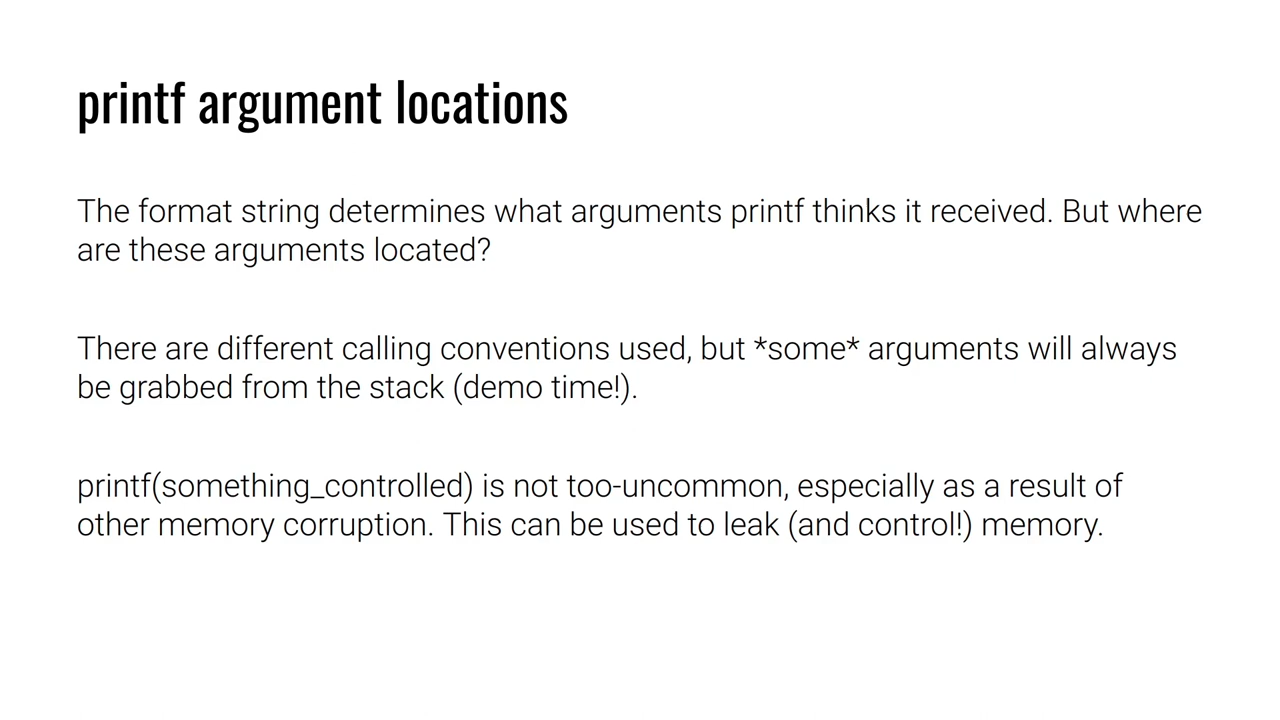 printf argument locations
The format string determines what arguments printf thinks it received. But where
are these arguments located?
There are different calling conventions used, but *some* arguments will always
be grabbed from the stack (demo time!).
printf(something_controlled) is not too-uncommon, especially as a result of
other memory corruption. This can be used to leak (and control!) memory.